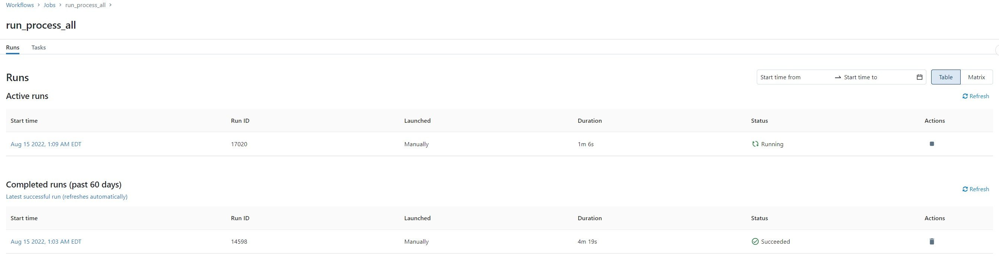 Workflows > Jobs > run_process_all >
run_process_all
Runs Tasks
Runs
Start time from → Start time to Table Matrix
Active runs Refresh
Start time Run ID Launched Duration Status Actions
Aug 15 2022, 1:09 AM EDT 17020 Manually 1m 6s Running
Completed runs (past 60 days)
Refresh
Latest successful run (refreshes automatically)
Start time Run ID Launched Duration Status Actions
Aug 15 2022, 1:03 AM EDT 14598 Manually 4m 19s Succeeded